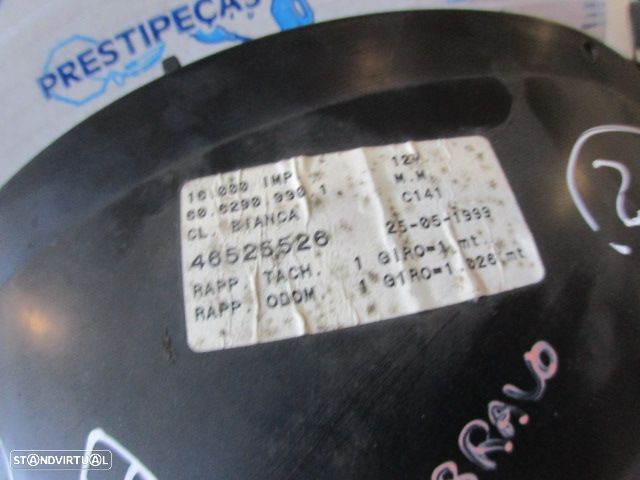 PRESTIPEÇAS
16.000 IMP 12V
60.6290.990.1 M.M.
CL. BIANCA C141
46525526 25-05-1999
RAPP. TACH. 1 GIRO=1.mt.
RAPP. ODOM. 1 GIRO=1.026.mt
2
BRAVO
STANDVIRTUAL